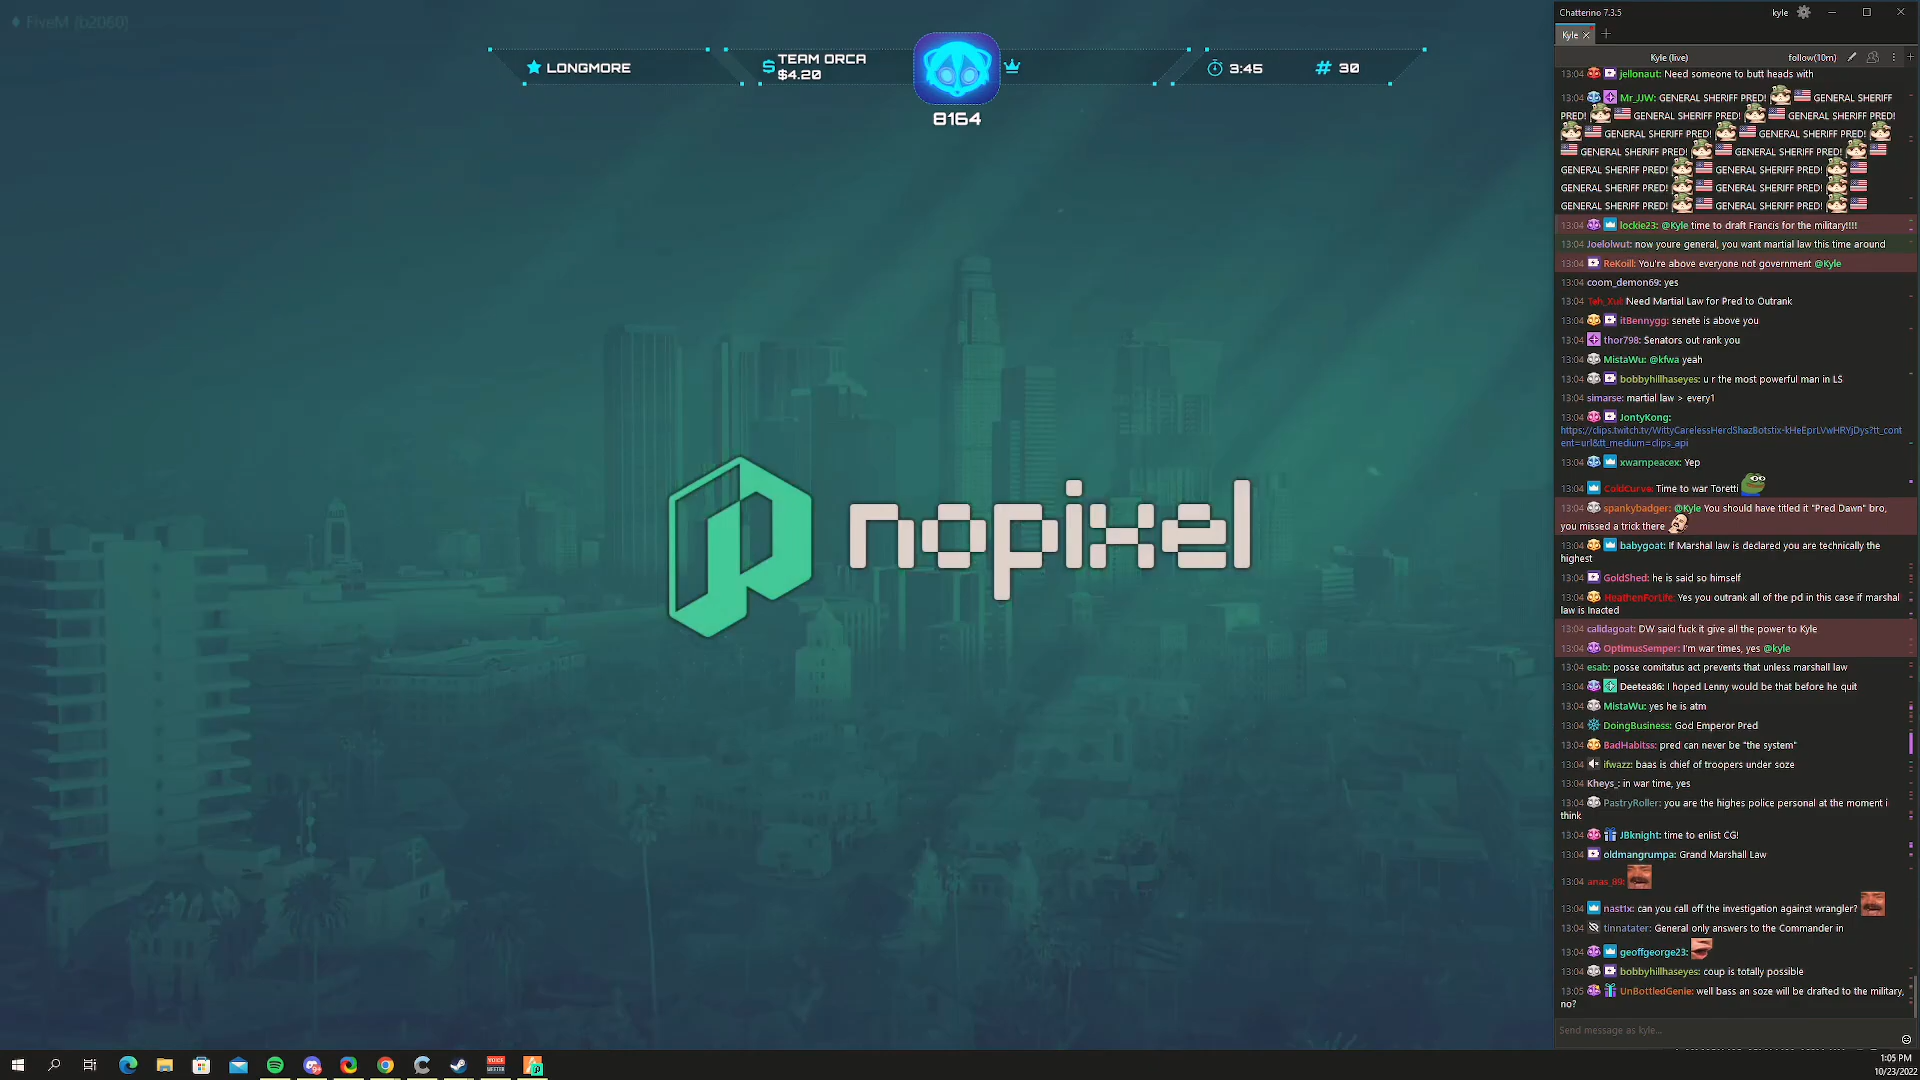 FiveM (b2060)
LONGMORE
TEAM ORCA
$4.20
8164
3:45
# 30
nopixel
Chatterino 7.3.5
kyle
Kyle
Kyle (live)
follow(10m)
13:04 jellonaut: Need someone to butt heads with
13:04 Mr_JJW: GENERAL SHERIFF PRED! GENERAL SHERIFF
PRED! GENERAL SHERIFF PRED! GENERAL SHERIFF PRED!
GENERAL SHERIFF PRED! GENERAL SHERIFF PRED!
GENERAL SHERIFF PRED! GENERAL SHERIFF PRED!
GENERAL SHERIFF PRED! GENERAL SHERIFF PRED!
GENERAL SHERIFF PRED! GENERAL SHERIFF PRED!
GENERAL SHERIFF PRED! GENERAL SHERIFF PRED!
13:04 lockie23: @Kyle time to draft Francis for the military!!!!
13:04 Joelolwut: now youre general, you want martial law this time around
13:04 ReKoill: You're above everyone not government @Kyle
13:04 coom_demon69: yes
13:04 Teh_Xui: Need Martial Law for Pred to Outrank
13:04 itBennygg: senete is above you
13:04 thor798: Senators out rank you
13:04 MistaWu: @kfwa yeah
13:04 bobbyhillhaseyes: u r the most powerful man in LS
13:04 simarse: martial law > every1
13:04 JontyKong:
https://clips.twitch.tv/WittyCarelessHerdShazBotstix-kHeEprLVwHRYjDys?tt_cont
ent=url&tt_medium=clips_api
13:04 xwarnpeacex: Yep
13:04 ColdCurve: Time to war Toretti
13:04 spankybadger: @Kyle You should have titled it "Pred Dawn" bro,
you missed a trick there
13:04 babygoat: If Marshal law is declared you are technically the
highest
13:04 GoldShed: he is said so himself
13:04 HeathenForLife: Yes you outrank all of the pd in this case if marshal
law is Inacted
13:04 calidagoat: DW said fuck it give all the power to Kyle
13:04 OptimusSemper: I'm war times, yes @kyle
13:04 esab: posse comitatus act prevents that unless marshall law
13:04 Deetea86: I hoped Lenny would be that before he quit
13:04 MistaWu: yes he is atm
13:04 DoingBusiness: God Emperor Pred
13:04 BadHabitss: pred can never be "the system"
13:04 ifwazz: baas is chief of troopers under soze
13:04 Kheys_: in war time, yes
13:04 PastryRoller: you are the highes police personal at the moment i
think
13:04 JBknight: time to enlist CG!
13:04 oldmangrumpa: Grand Marshall Law
13:04 anas_89:
13:04 nast1x: can you call off the investigation against wrangler?
13:04 tinnatater: General only answers to the Commander in
13:04 geoffgeorge23:
13:04 bobbyhillhaseyes: coup is totally possible
13:05 UnBottledGenie: well bass an soze will be drafted to the military,
no?
Send message as kyle...
1:05 PM
10/23/2022